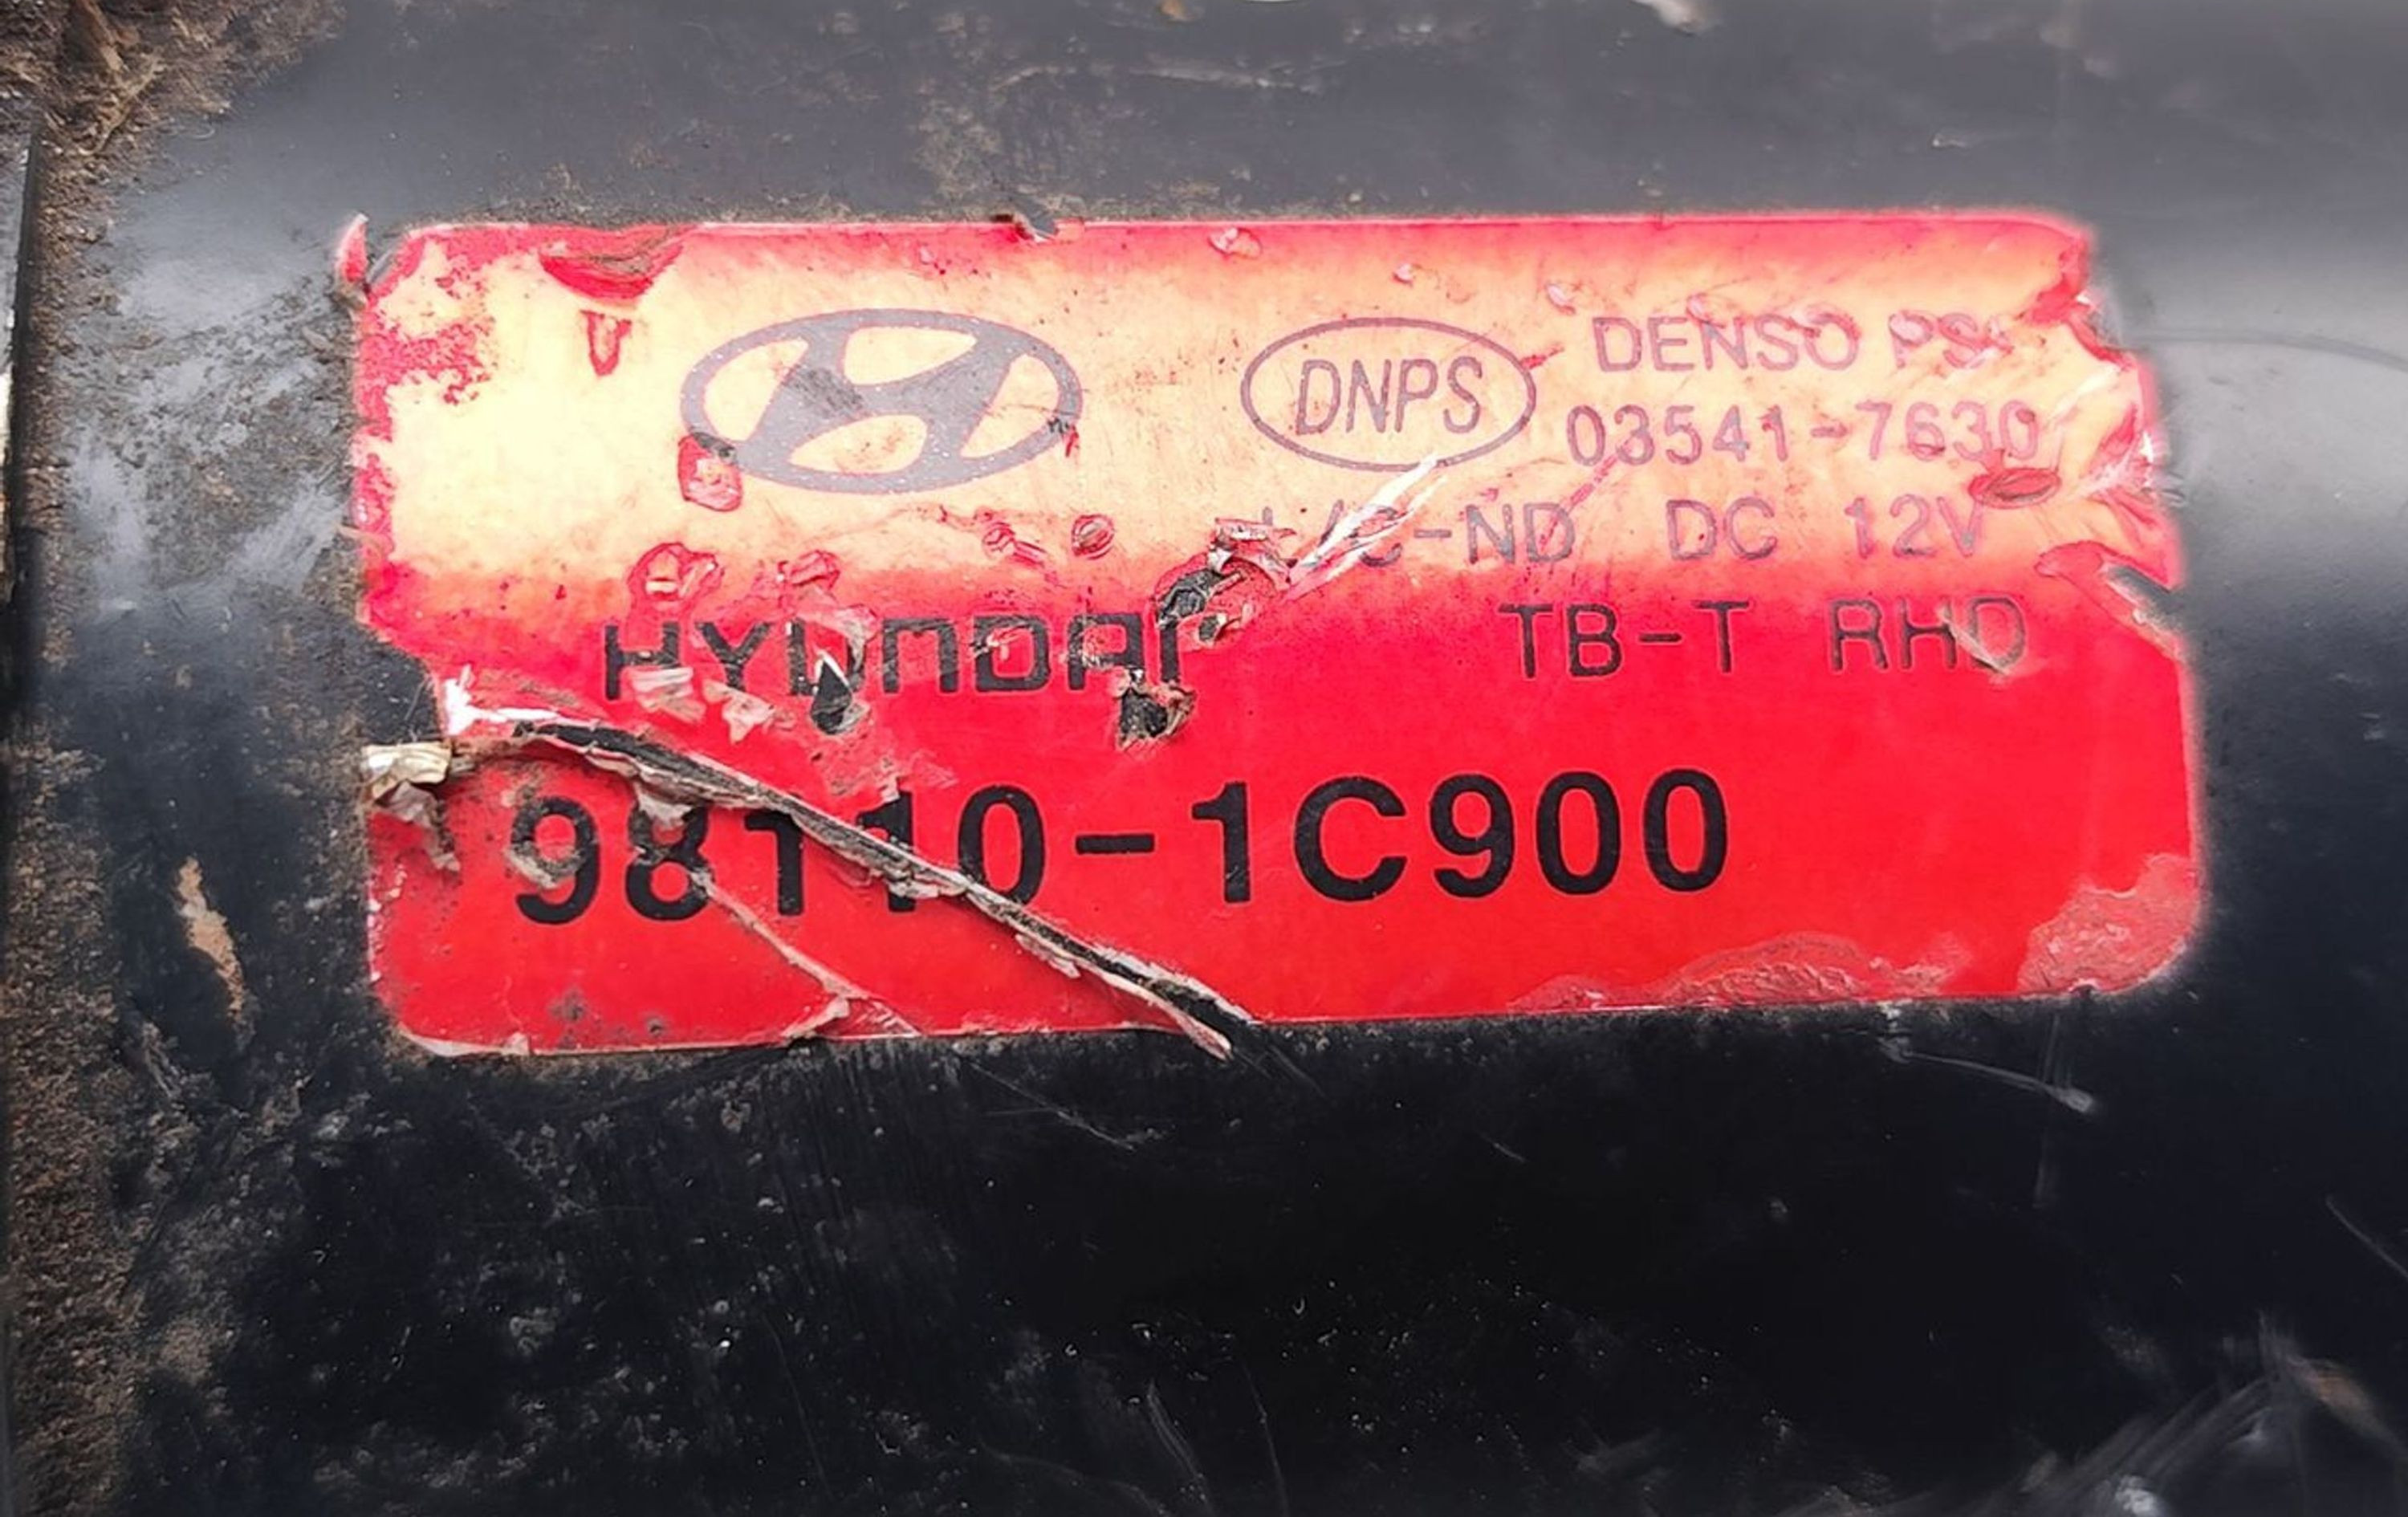 DNPS
DENSO PS
03541-7630
/C-ND DC 12V
HYUNDAI
TB-T RHD
98110-1C900